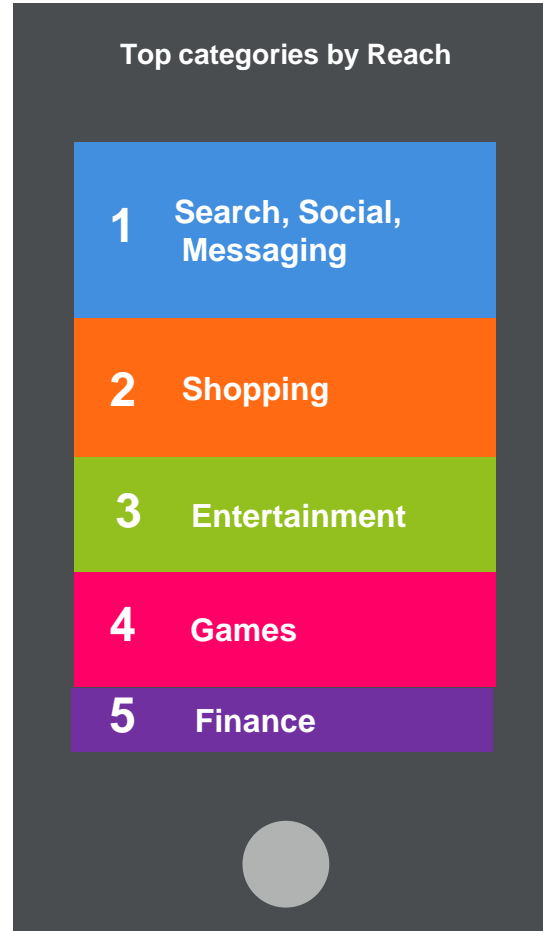 Top categories by Reach
1 Search, Social,
Messaging
2 Shopping
3 Entertainment
4 Games
5 Finance